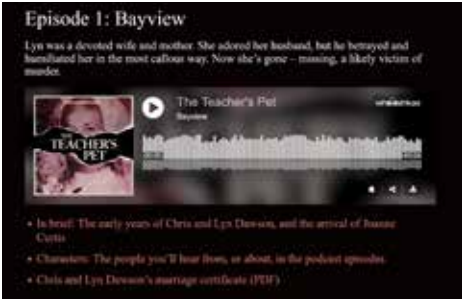 Episode 1: Bayview
Lyn was a devoted wife and mother. She adored her husband, but he betrayed and
humiliated her in the most callous way. Now she's gone – missing, a likely victim of
murder.
The Teacher's Pet
Bayview
THE
TEACHER'S
PET
• In brief: The early years of Chris and Lyn Dawson, and the arrival of Joanne
Curtis
• Characters: The people you'll hear from, or about, in the podcast episodes
• Chris and Lyn Dawson's marriage certificate (PDF)